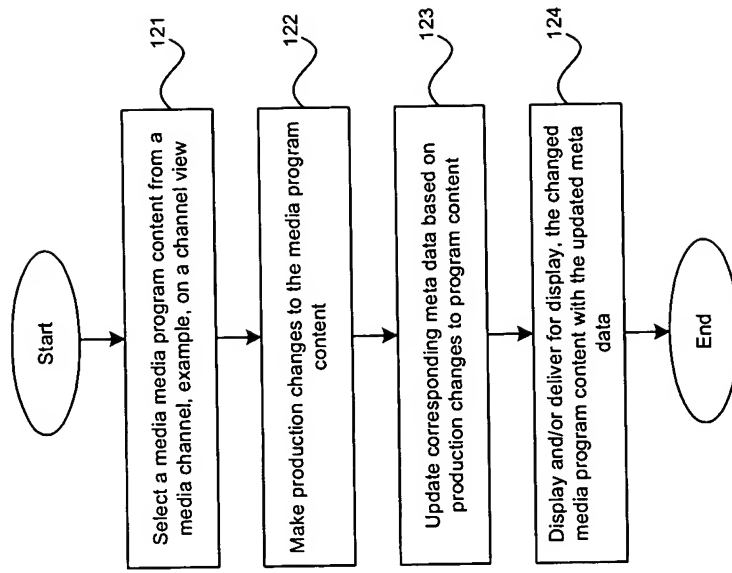 Start
Select a media media program content from a
media channel, example, on a channel view
121
Make production changes to the media program
content
122
Update corresponding meta data based on
production changes to program content
123
Display and/or deliver for display, the changed
media program content with the updated meta
data
124
End